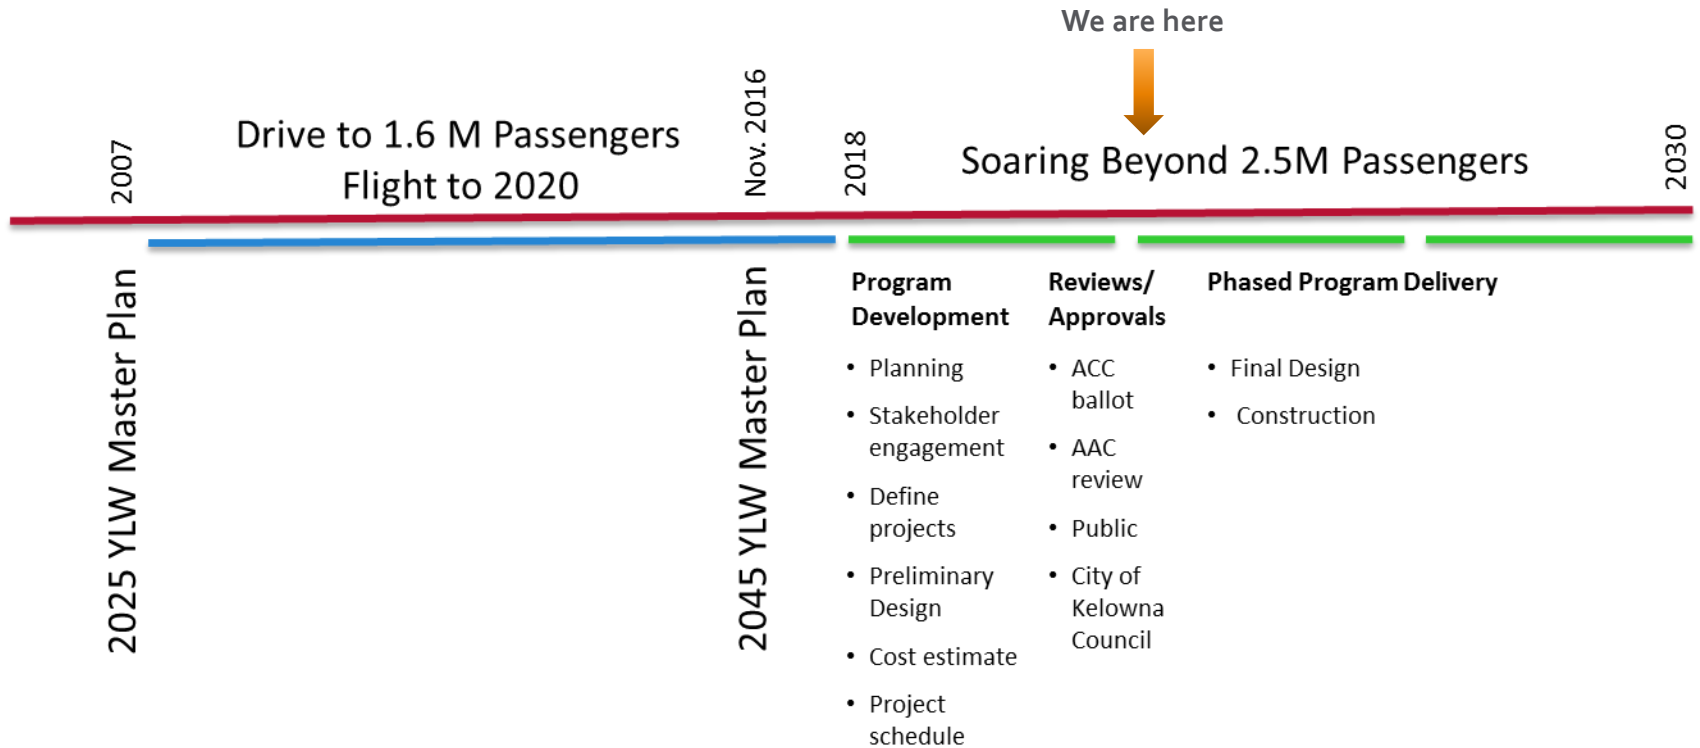 We are here
2007
Drive to 1.6 M Passengers
Flight to 2020
Nov. 2016
2018
Soaring Beyond 2.5M Passengers
2030
2025 YLW Master Plan
2045 YLW Master Plan
Program
Development
• Planning
• Stakeholder
engagement
• Define
projects
• Preliminary
Design
• Cost estimate
• Project
schedule
Reviews/
Approvals
• ACC
ballot
• AAC
review
• Public
• City of
Kelowna
Council
Phased Program Delivery
• Final Design
• Construction